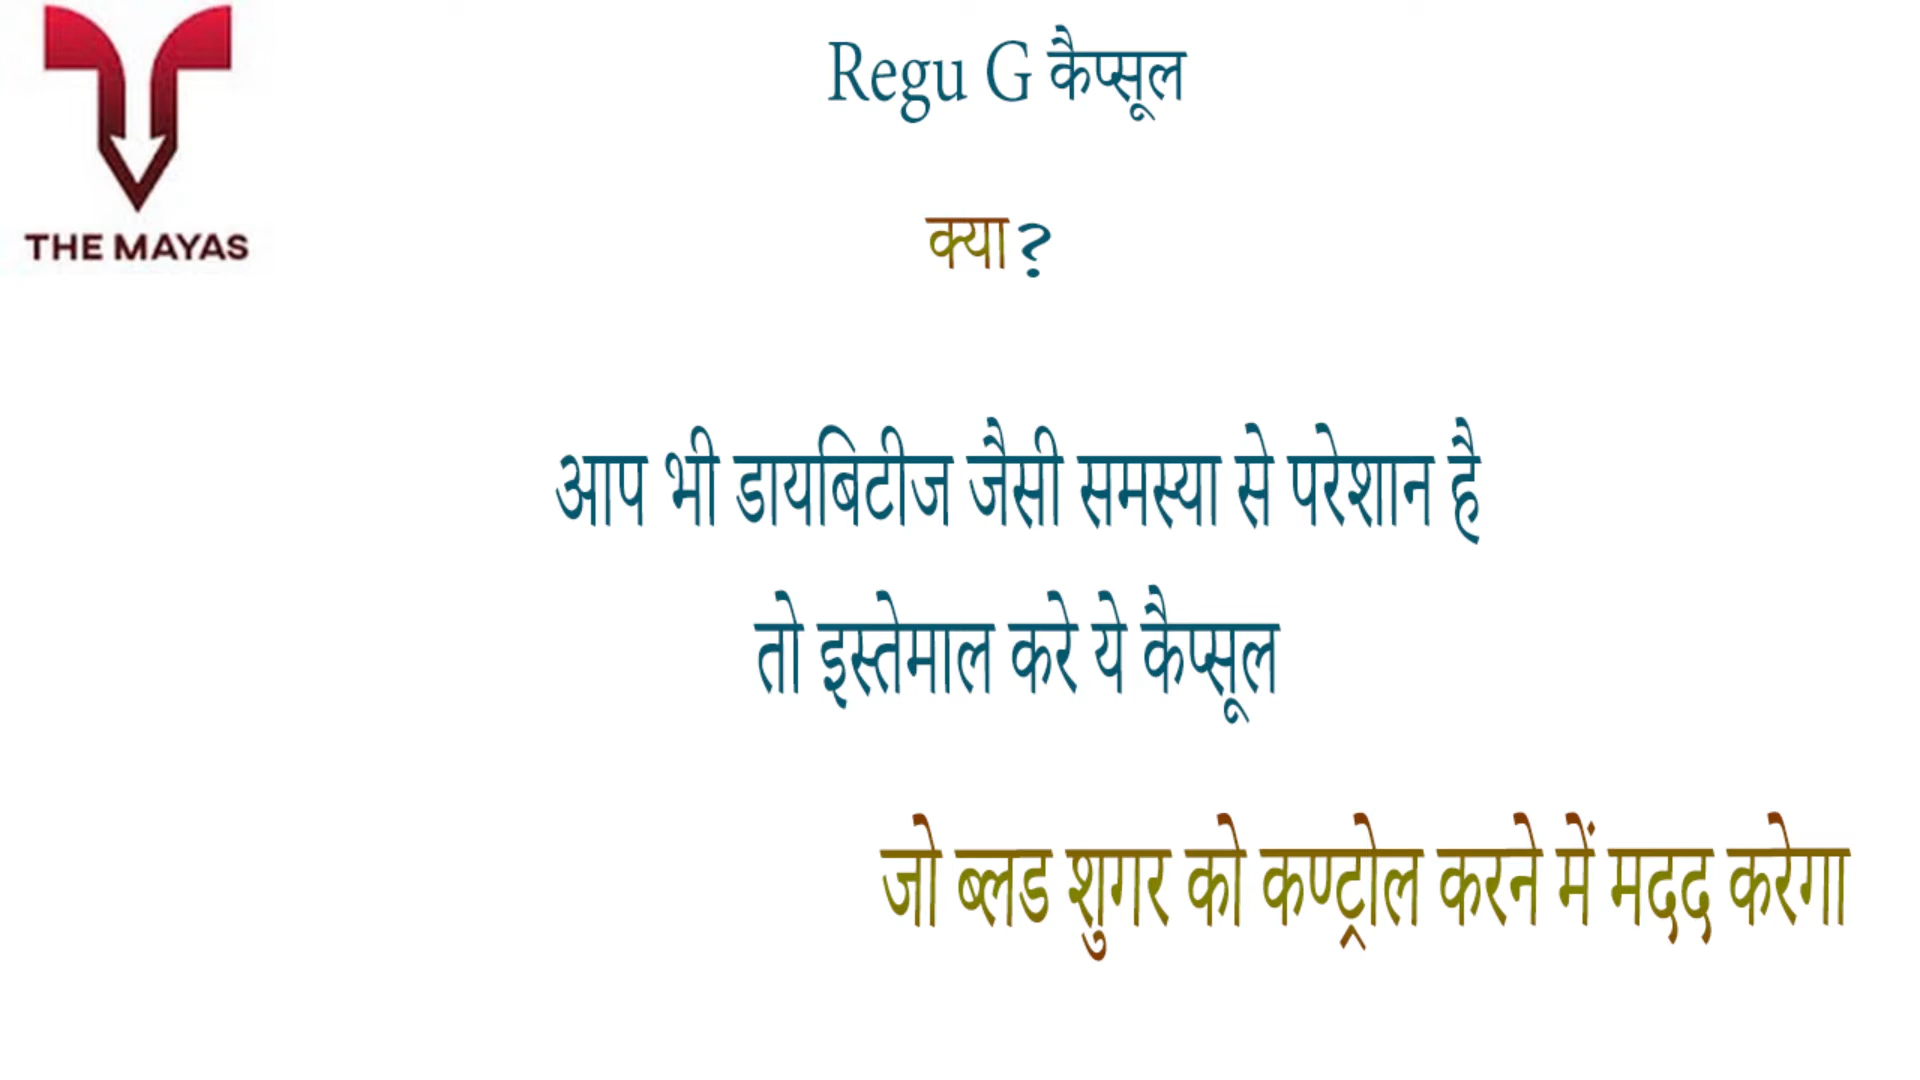 THE MAYAS
Regu G कैप्सूल
क्या?
आप भी डायबिटीज जैसी समस्या से परेशान है
तो इस्तेमाल करे ये कैप्सूल
जो ब्लड शुगर को कण्ट्रोल करने में मदद करेगा